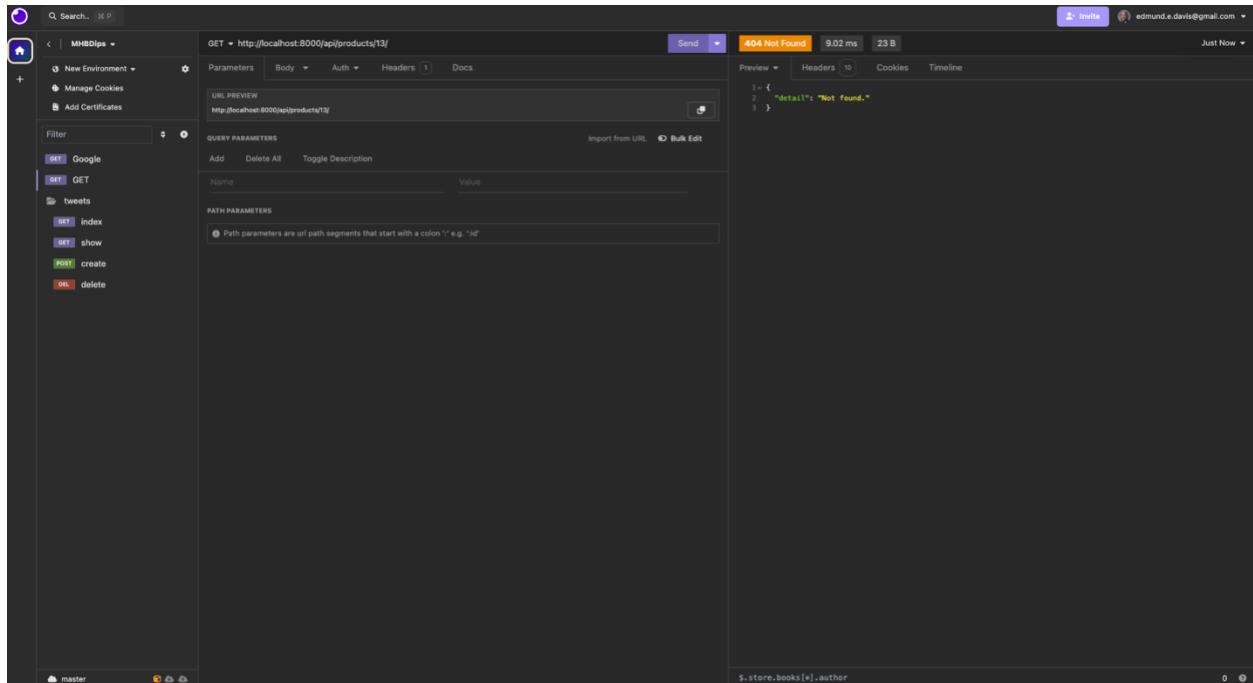 Search.. ⌘ P
Invite
edmund.e.davis@gmail.com
MHBDips
New Environment
Manage Cookies
Add Certificates
Filter
GET Google
GET GET
tweets
GET index
GET show
POST create
DEL delete
master
GET http://localhost:8000/api/products/13/
Send
Parameters Body Auth Headers 1 Docs
URL PREVIEW
http://localhost:8000/api/products/13/
QUERY PARAMETERS Import from URL Bulk Edit
Add Delete All Toggle Description
Name Value
PATH PARAMETERS
Path parameters are url path segments that start with a colon ':' e.g. ':id'
404 Not Found 9.02 ms 23 B Just Now
Preview Headers 10 Cookies Timeline
1 {
2 "detail": "Not found."
3 }
$.store.books[*].author 0